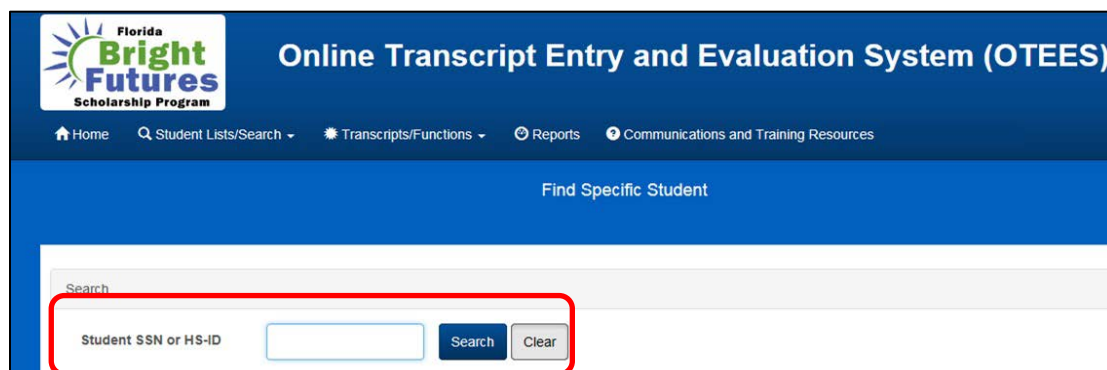 Florida
Bright
Futures
Scholarship Program
Online Transcript Entry and Evaluation System (OTEES)
Home Student Lists/Search Transcripts/Functions Reports Communications and Training Resources
Find Specific Student
Search
Student SSN or HS-ID Search Clear